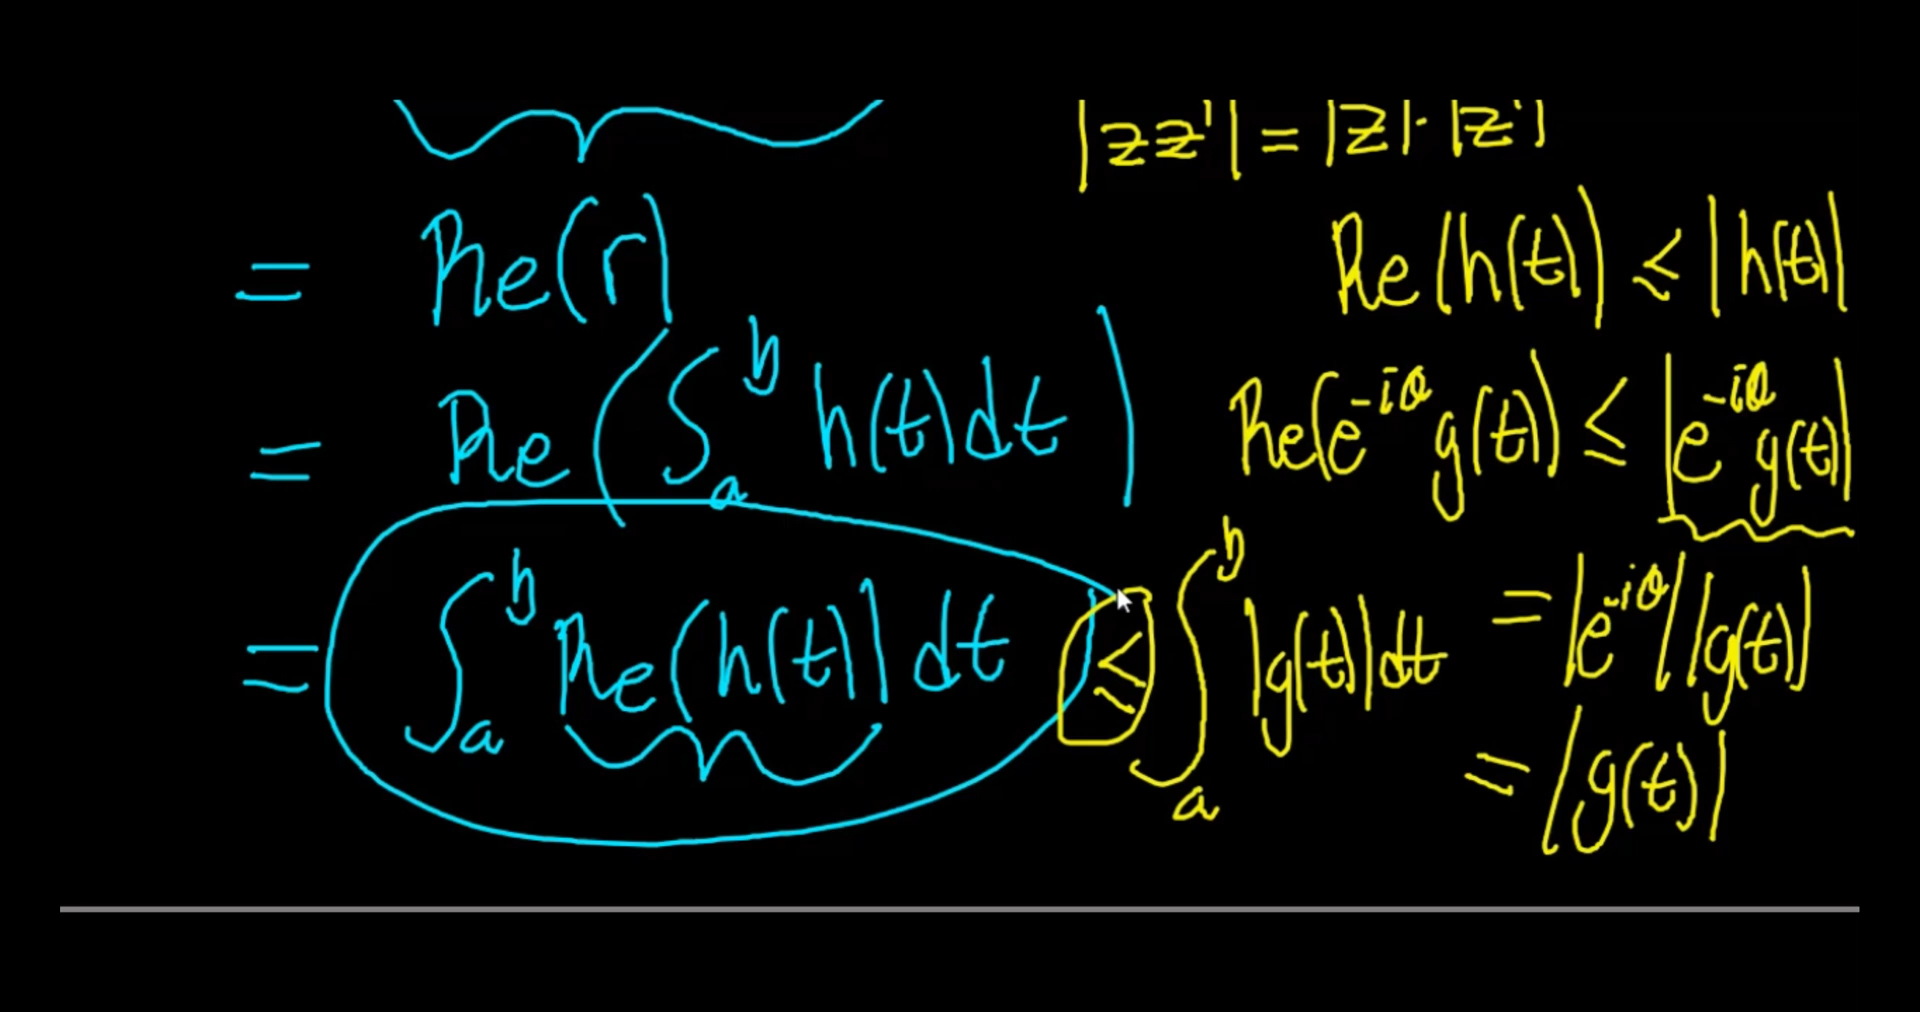 |zz'| = |z|·|z'|
= Re(r)
Re(h(t)) ≤ |h(t)|
= Re(∫_a^b h(t)dt)
Re(e^{-iθ} g(t)) ≤ |e^{-iθ} g(t)|
= ∫_a^b Re(h(t)) dt ≤ ∫_a^b |g(t)|dt
= |e^{-iθ}| |g(t)|
= |g(t)|